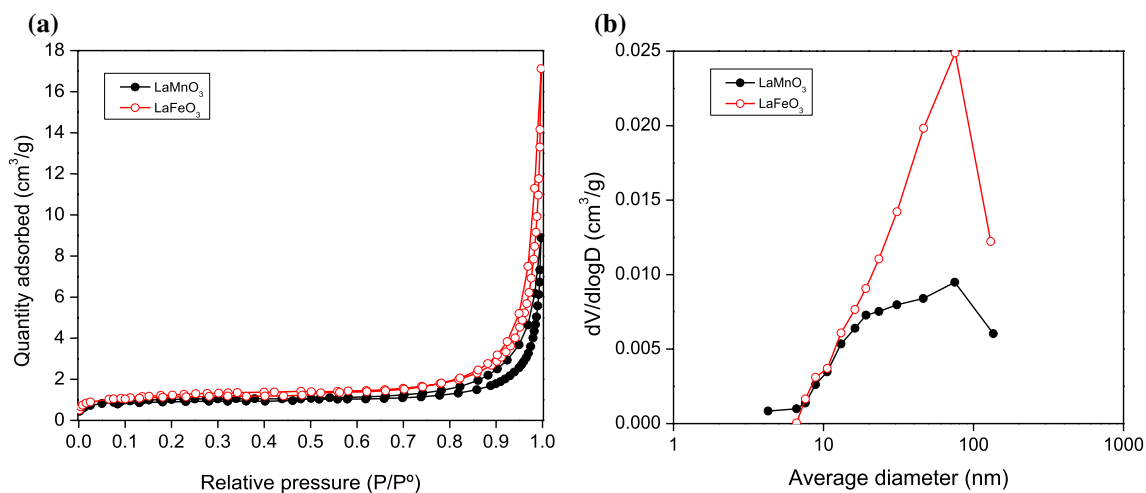 (a)
18
16
14
12
10
8
6
4
2
0
Quantity adsorbed (cm³/g)
LaMnO₃
LaFeO₃
0.0 0.1 0.2 0.3 0.4 0.5 0.6 0.7 0.8 0.9 1.0
Relative pressure (P/Pº)
(b)
0.025
0.020
0.015
0.010
0.005
0.000
dV/dlogD (cm³/g)
LaMnO₃
LaFeO₃
1 10 100 1000
Average diameter (nm)